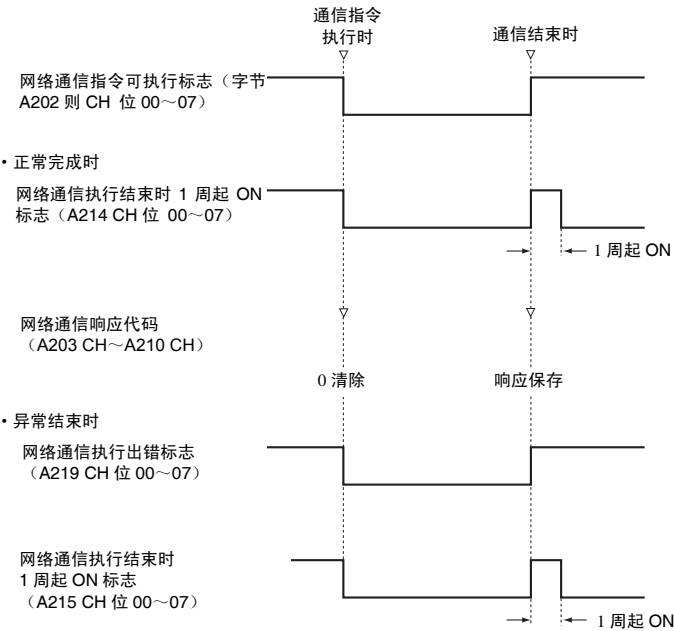 通信指令
执行时
通信结束时
网络通信指令可执行标志（字节
A202 则 CH 位 00～07）
・正常完成时
网络通信执行结束时 1 周起 ON
标志（A214 CH 位 00～07）
1 周起 ON
网络通信响应代码
（A203 CH～A210 CH）
0 清除
响应保存
・异常结束时
网络通信执行出错标志
（A219 CH 位 00～07）
网络通信执行结束时
1 周起 ON 标志
（A215 CH 位 00～07）
1 周起 ON